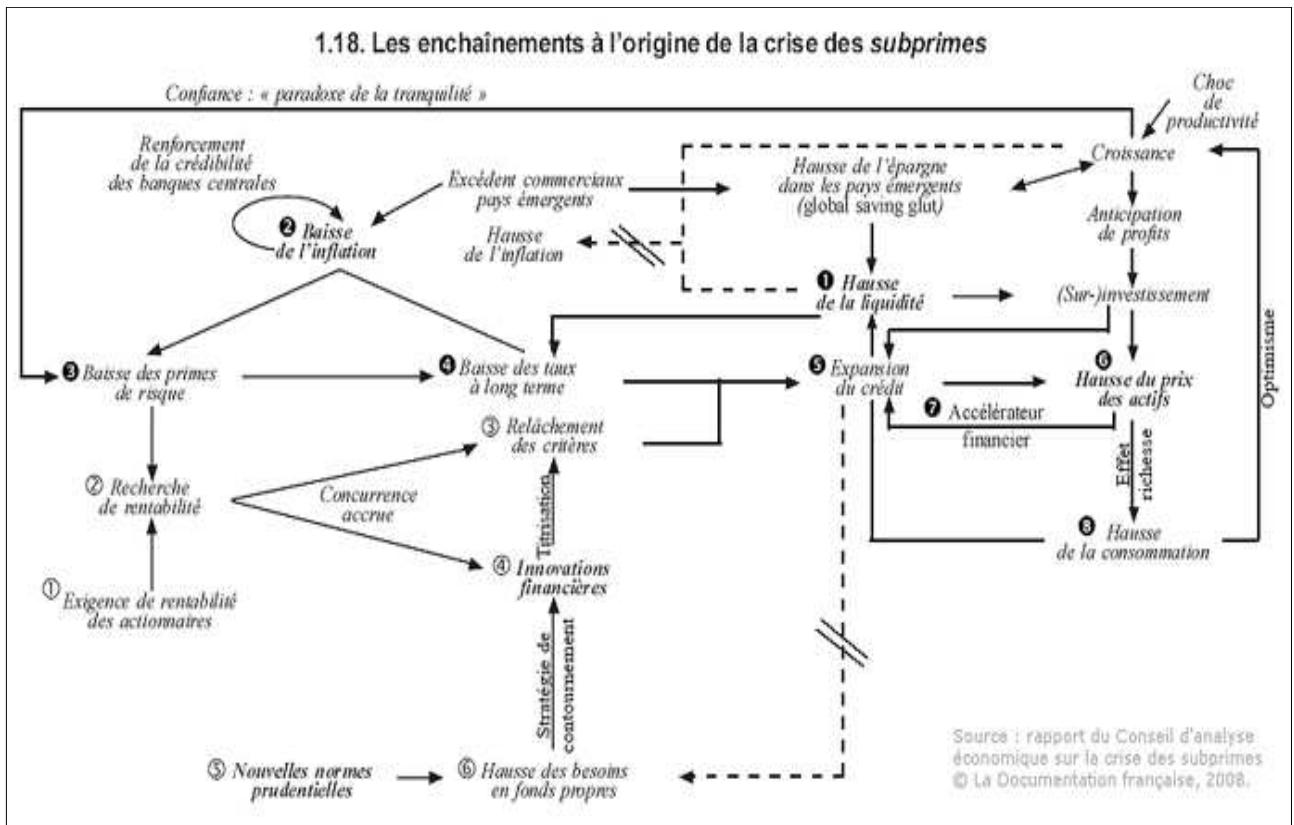 1.18. Les enchaînements à l'origine de la crise des subprimes
Confiance : « paradoxe de la tranquilité »
Choc
de
productivité
Renforcement
de la crédibilité
des banques centrales
Excédent commerciaux
pays émergents
Hausse de l'épargne
dans les pays émergents
(global saving glut)
Croissance
❷ Baisse
de l'inflation
Hausse
de l'inflation
Anticipation
de profits
❶ Hausse
de la liquidité
(Sur-)investissement
Optimisme
❸ Baisse des primes
de risque
❹ Baisse des taux
à long terme
❺ Expansion
du crédit
❻
Hausse du prix
des actifs
❼ Accélérateur
financier
③ Relâchement
des critères
Effet
richesse
② Recherche
de rentabilité
Concurrence
accrue
Titrisation
❽ Hausse
de la consommation
④ Innovations
financières
① Exigence de rentabilité
des actionnaires
Stratégie de
contournement
⑤ Nouvelles normes
prudentielles
⑥ Hausse des besoins
en fonds propres
Source : rapport du Conseil d'analyse
économique sur la crise des subprimes
© La Documentation française, 2008.